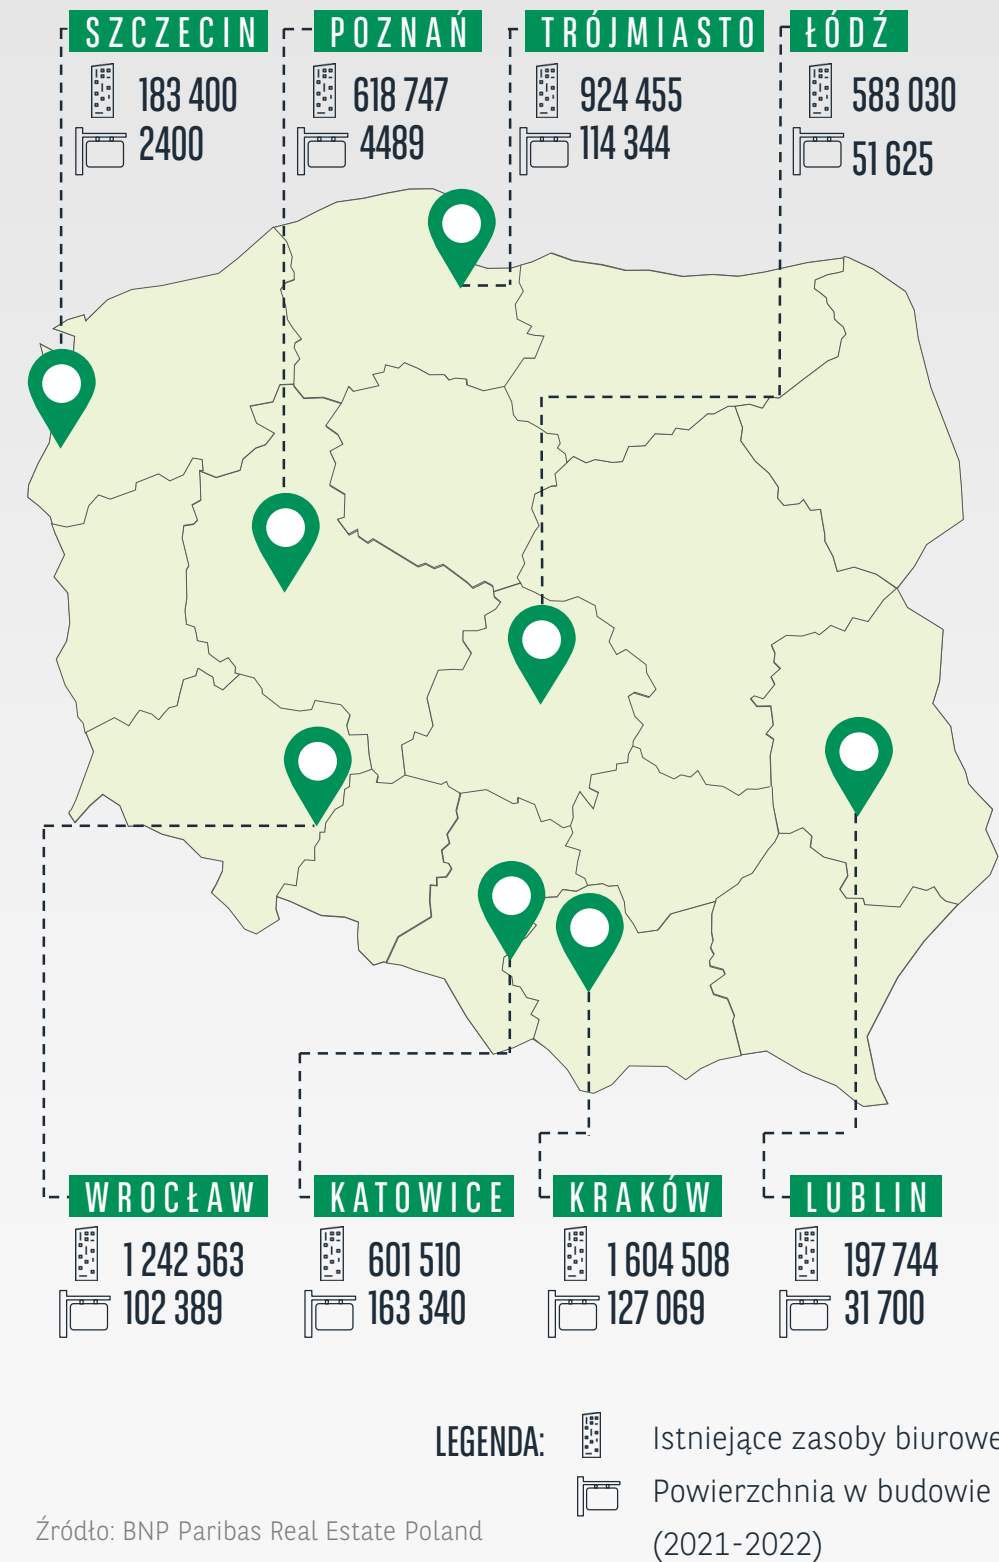 SZCZECIN
183 400
2400
POZNAŃ
618 747
4489
TRÓJMIASTO
924 455
114 344
ŁÓDŹ
583 030
51 625
WROCŁAW
1 242 563
102 389
KATOWICE
601 510
163 340
KRAKÓW
1 604 508
127 069
LUBLIN
197 744
31 700
LEGENDA:
Istniejące zasoby biurowe
Powierzchnia w budowie
(2021-2022)
Źródło: BNP Paribas Real Estate Poland